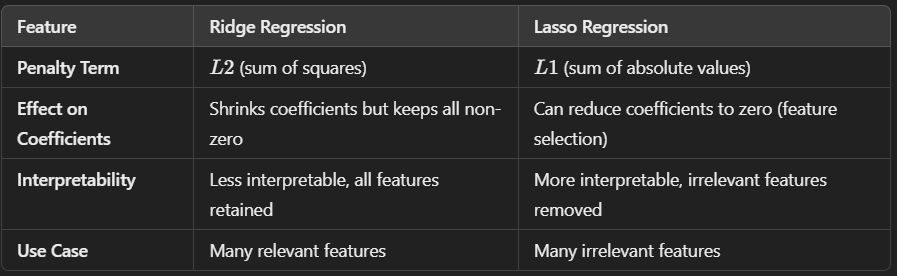 Feature Ridge Regression Lasso Regression
Penalty Term L2 (sum of squares) L1 (sum of absolute values)
Effect on Shrinks coefficients but keeps all non- Can reduce coefficients to zero (feature
Coefficients zero selection)
Interpretability Less interpretable, all features More interpretable, irrelevant features
retained removed
Use Case Many relevant features Many irrelevant features